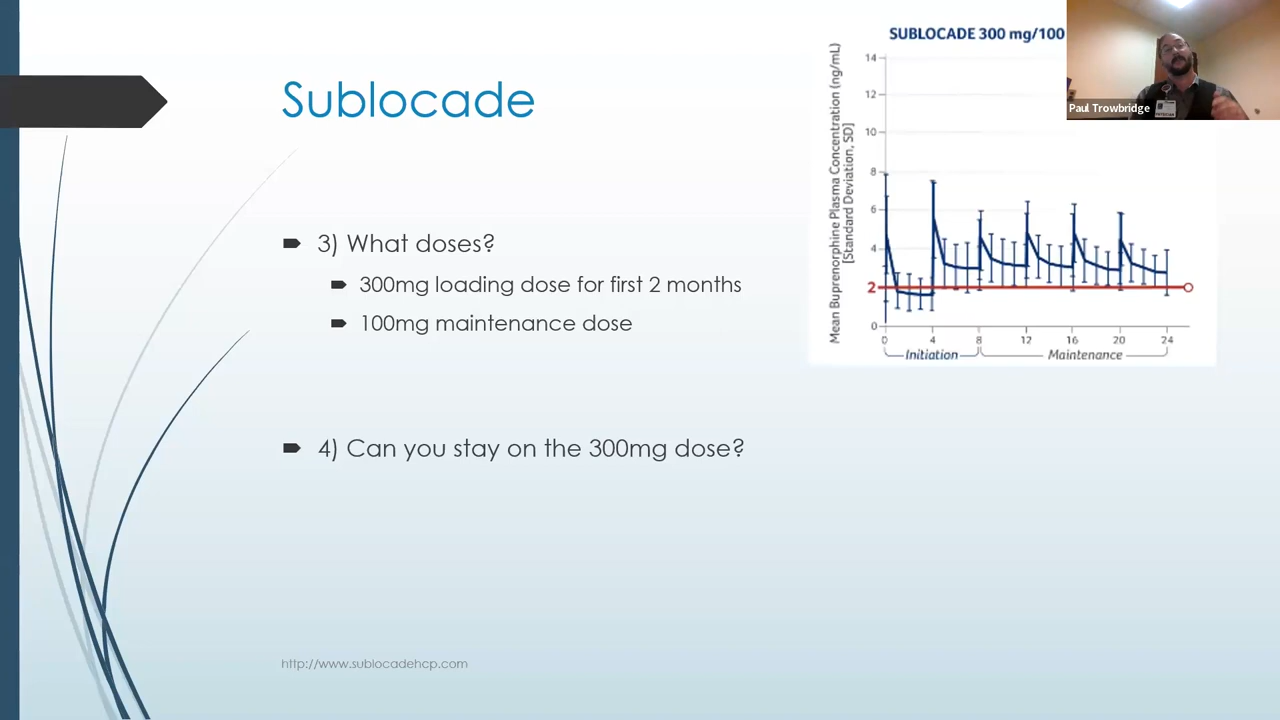 Sublocade
3) What doses?
300mg loading dose for first 2 months
100mg maintenance dose
4) Can you stay on the 300mg dose?
http://www.sublocadehcp.com
SUBLOCADE 300 mg/100
Mean Buprenorphine Plasma Concentration (ng/mL)
[Standard Deviation, SD]
14
12
10
8
6
4
2
0
0 4 8 12 16 20 24
Initiation Maintenance
Paul Trowbridge